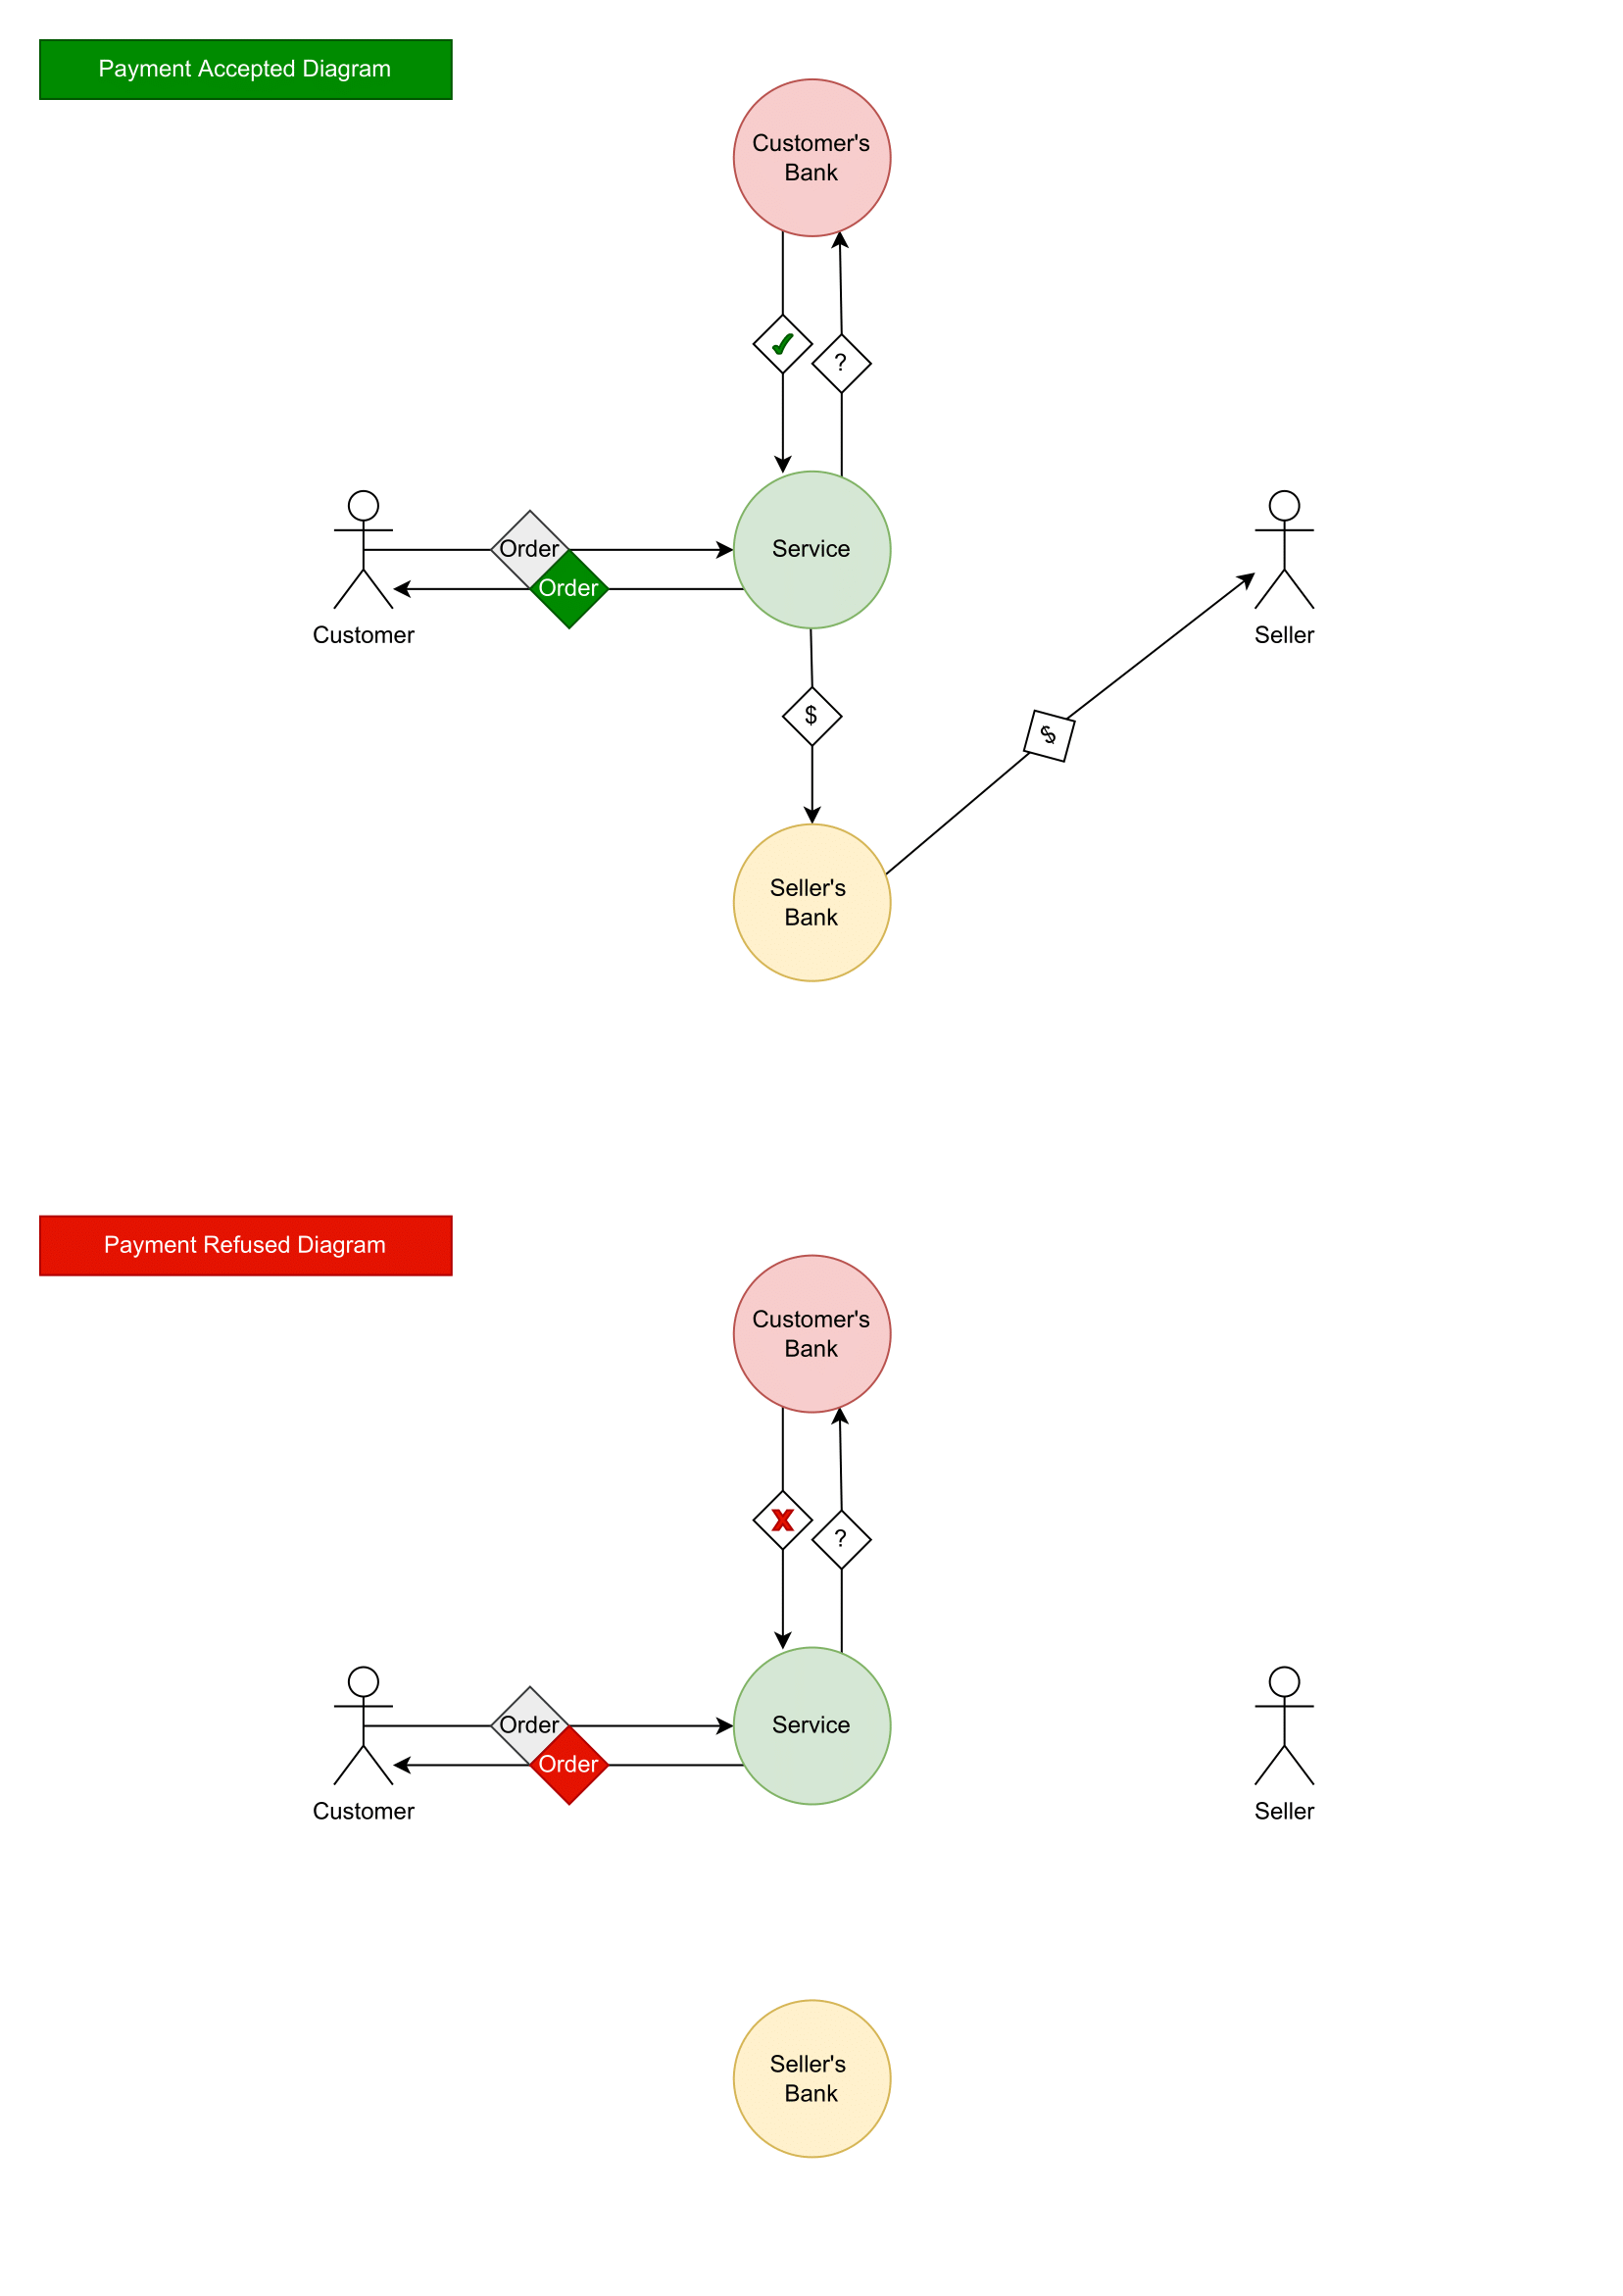 Payment Accepted Diagram
Customer's
Bank
✓
?
Order
Order
Service
Customer
Seller
$
$
Seller's
Bank
Payment Refused Diagram
Customer's
Bank
X
?
Order
Order
Service
Customer
Seller
Seller's
Bank